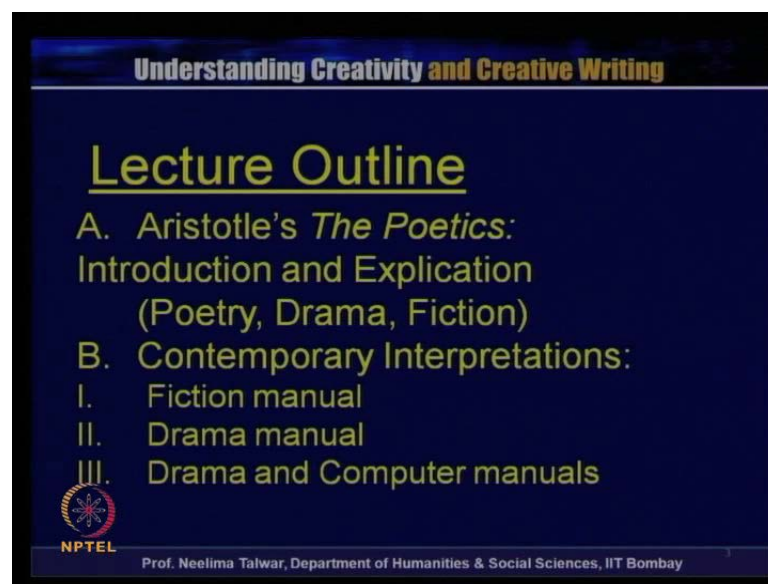 Understanding Creativity and Creative Writing
Lecture Outline
A. Aristotle's The Poetics:
Introduction and Explication
(Poetry, Drama, Fiction)
B. Contemporary Interpretations:
I. Fiction manual
II. Drama manual
III. Drama and Computer manuals
NPTEL
Prof. Neelima Talwar, Department of Humanities & Social Sciences, IIT Bombay
3